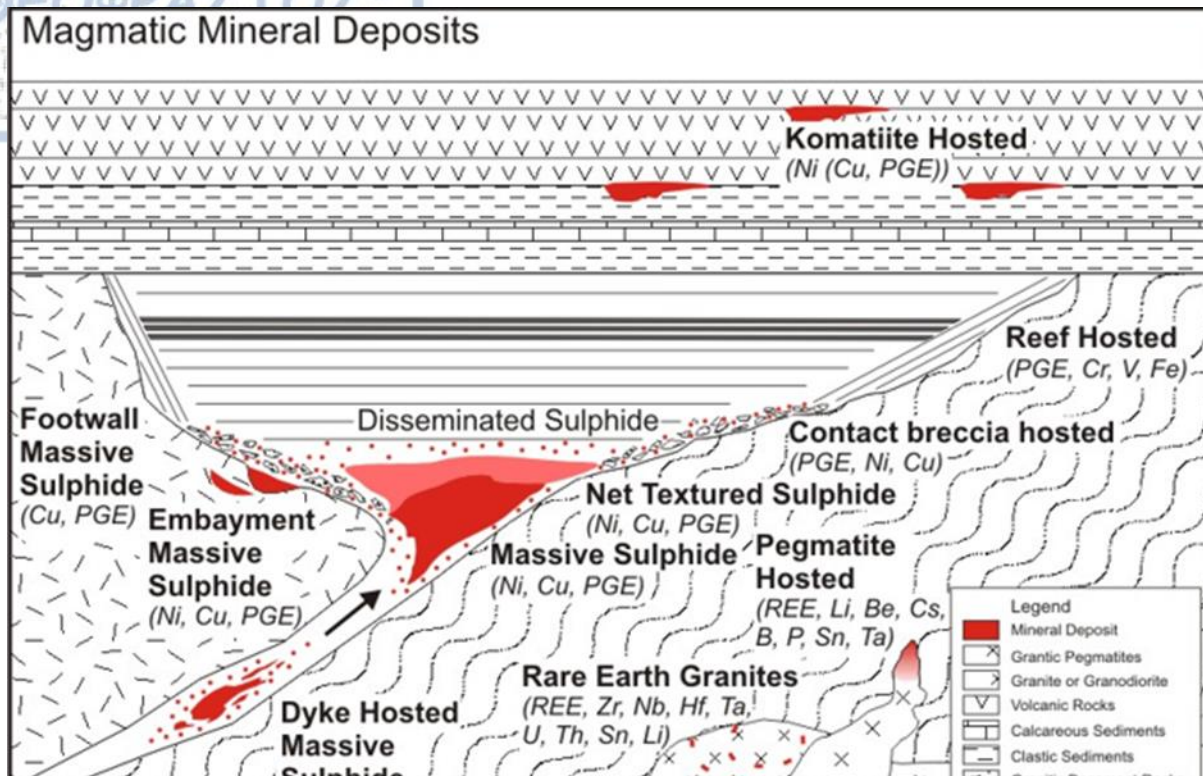 Magmatic Mineral Deposits
Komatiite Hosted
(Ni (Cu, PGE))
Reef Hosted
(PGE, Cr, V, Fe)
Disseminated Sulphide
Footwall
Massive
Sulphide
(Cu, PGE)
Contact breccia hosted
(PGE, Ni, Cu)
Net Textured Sulphide
(Ni, Cu, PGE)
Embayment
Massive
Sulphide
(Ni, Cu, PGE)
Massive Sulphide
(Ni, Cu, PGE)
Pegmatite
Hosted
(REE, Li, Be, Cs,
B, P, Sn, Ta)
Rare Earth Granites
(REE, Zr, Nb, Hf, Ta,
U, Th, Sn, Li)
Dyke Hosted
Massive
Sulphide
Legend
Mineral Deposit
Grantic Pegmatites
Granite or Granodiorite
Volcanic Rocks
Calcareous Sediments
Clastic Sediments